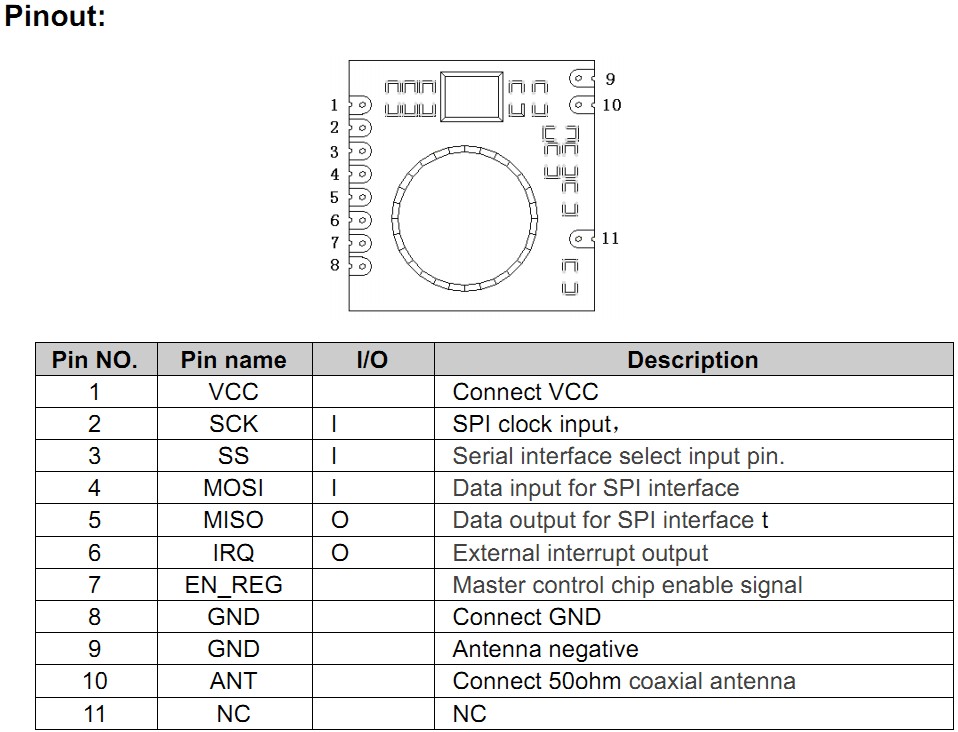 Pinout:
9
1 10
2
3
4
5
6
7 11
8
Pin NO. Pin name I/O Description
1 VCC Connect VCC
2 SCK I SPI clock input，
3 SS I Serial interface select input pin.
4 MOSI I Data input for SPI interface
5 MISO O Data output for SPI interface t
6 IRQ O External interrupt output
7 EN_REG Master control chip enable signal
8 GND Connect GND
9 GND Antenna negative
10 ANT Connect 50ohm coaxial antenna
11 NC NC